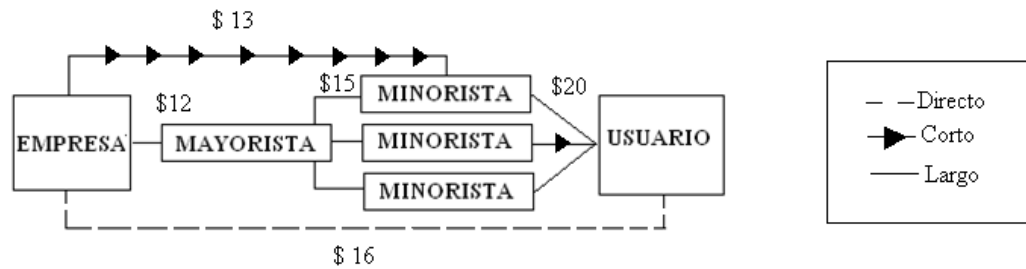 $ 13
$15
MINORISTA
$20
$12
EMPRESA
MAYORISTA
MINORISTA
USUARIO
MINORISTA
$ 16
Directo
Corto
Largo